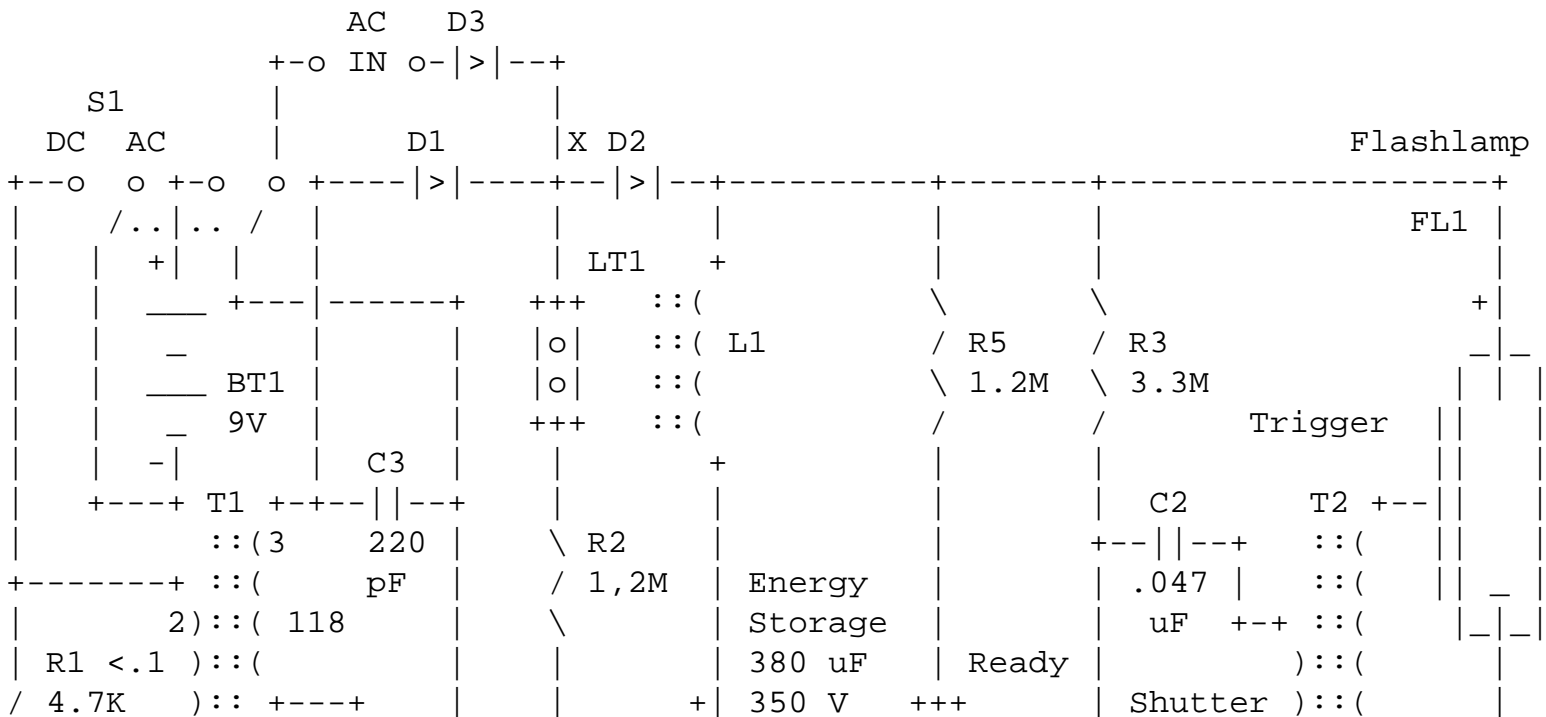 AC D3
+-o IN o-|>|--+
S1 | |
DC AC | D1 |X D2 Flashlamp
+--o o +-o o +----|>|----+--|>|--+----------+-------+-------------------+
| /..|.. / | | | | | FL1 |
| | +| | | | LT1 + | | |
| | ___ +---|------+ +++ ::( \ \ +|
| | _ | | |o| ::( L1 / R5 / R3 _|_
| | ___ BT1 | | |o| ::( \ 1.2M \ 3.3M | | |
| | _ 9V | | +++ ::( / / Trigger || |
| | -| | C3 | | + | | || |
| +---+ T1 +-+--||--+ | | | | C2 T2 +--|| |
| ::(3 220 | \ R2 | | +--||--+ ::( || |
+-------+ ::( pF | / 1,2M | Energy | | .047 | ::( || _ |
| 2)::( 118 | \ | Storage | | uF +-+ ::( |_|_|
| R1 <.1 )::( | | | 380 uF | Ready | )::( |
/ 4.7K ):: +---+ | | +| 350 V +++ | Shutter )::( |